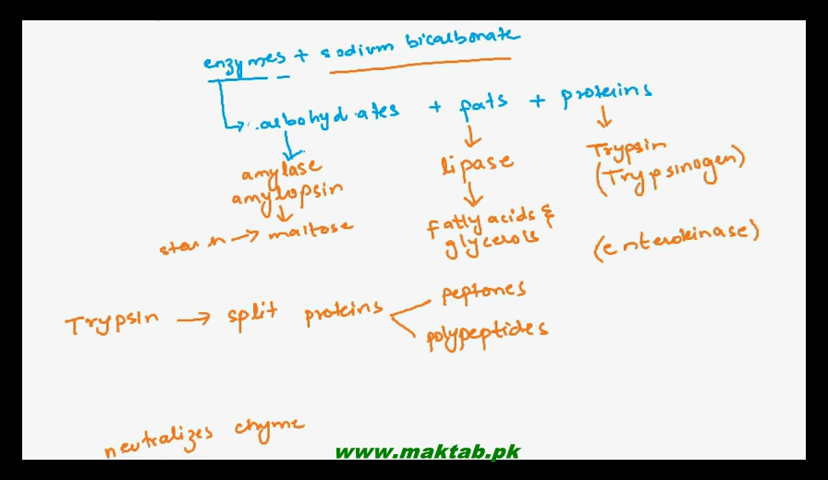 enzymes + sodium bicarbonate
carbohydrates + fats + proteins
amylase lipase Trypsin
amylopsin (Trypsinogen)
starch → maltose fatty acids &
glycerols (enterokinase)
Trypsin → split proteins peptones
polypeptides
neutralizes chyme
www.maktab.pk